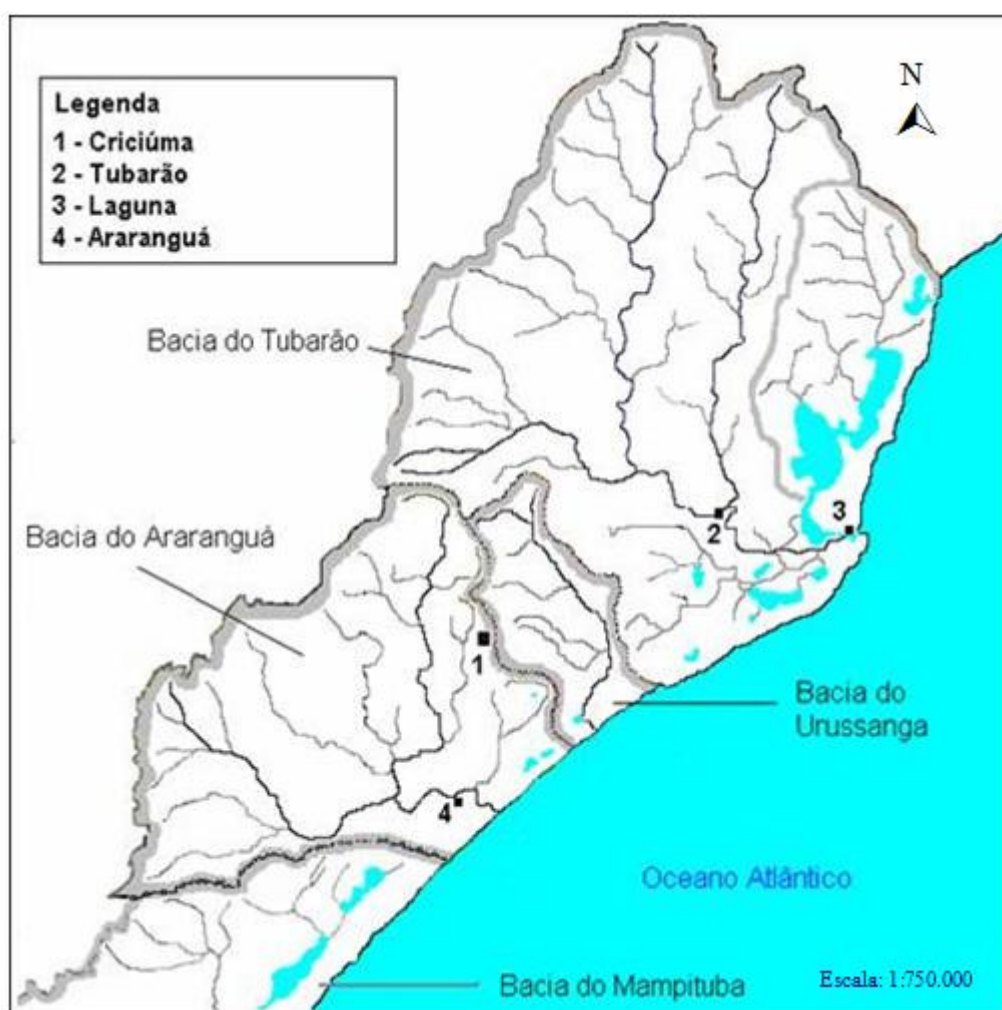 N
Legenda
1 - Criciúma
2 - Tubarão
3 - Laguna
4 - Araranguá
Bacia do Tubarão
2
3
Bacia do Araranguá
1
Bacia do
Urussanga
4
Oceano Atlântico
Escala: 1:750.000
Bacia do Mampituba